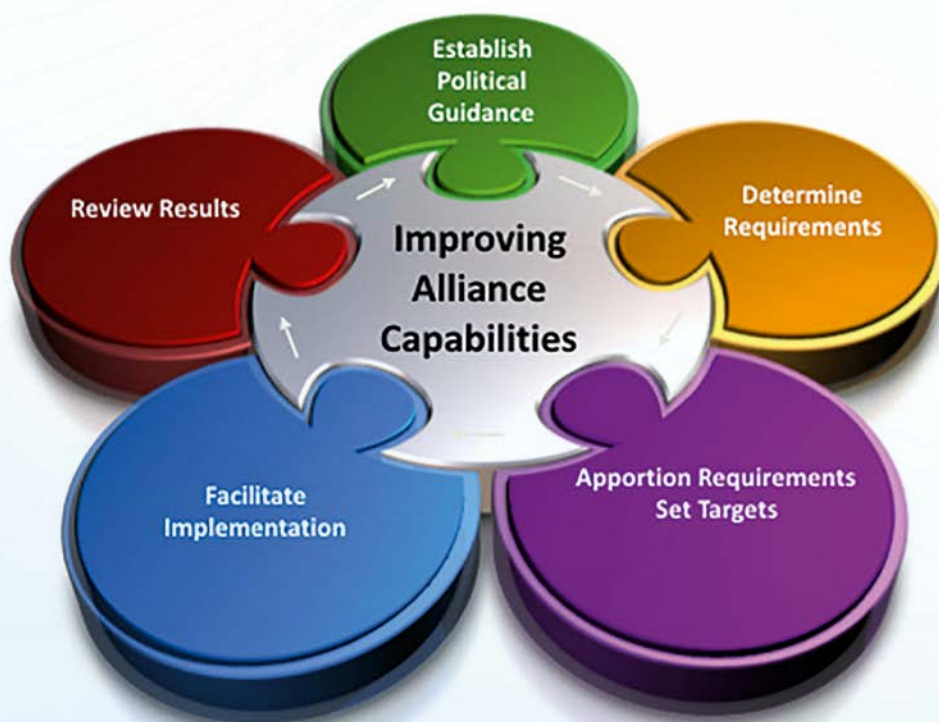 Establish
Political
Guidance
Review Results
Determine
Requirements
Improving
Alliance
Capabilities
Facilitate
Implementation
Apportion Requirements
Set Targets